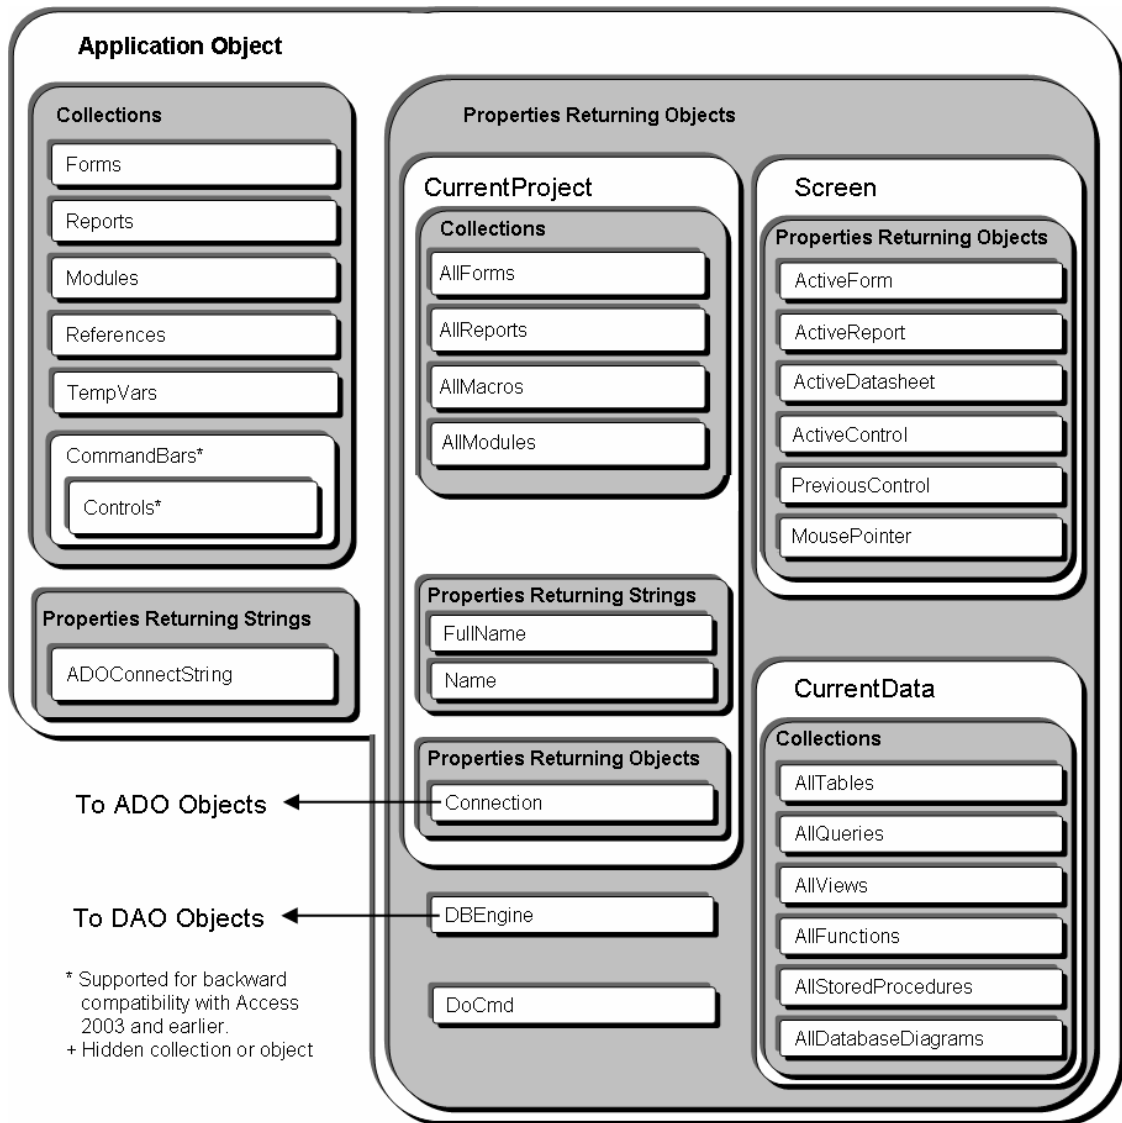 Application Object
Collections
Forms
Reports
Modules
References
TempVars
CommandBars*
Controls*
Properties Returning Strings
ADOConnectString
Properties Returning Objects
CurrentProject
Collections
AllForms
AllReports
AllMacros
AllModules
Properties Returning Strings
FullName
Name
Properties Returning Objects
Connection
To ADO Objects
DBEngine
To DAO Objects
DoCmd
Screen
Properties Returning Objects
ActiveForm
ActiveReport
ActiveDatasheet
ActiveControl
PreviousControl
MousePointer
CurrentData
Collections
AllTables
AllQueries
AllViews
AllFunctions
AllStoredProcedures
AllDatabaseDiagrams
* Supported for backward
compatibility with Access
2003 and earlier.
+ Hidden collection or object